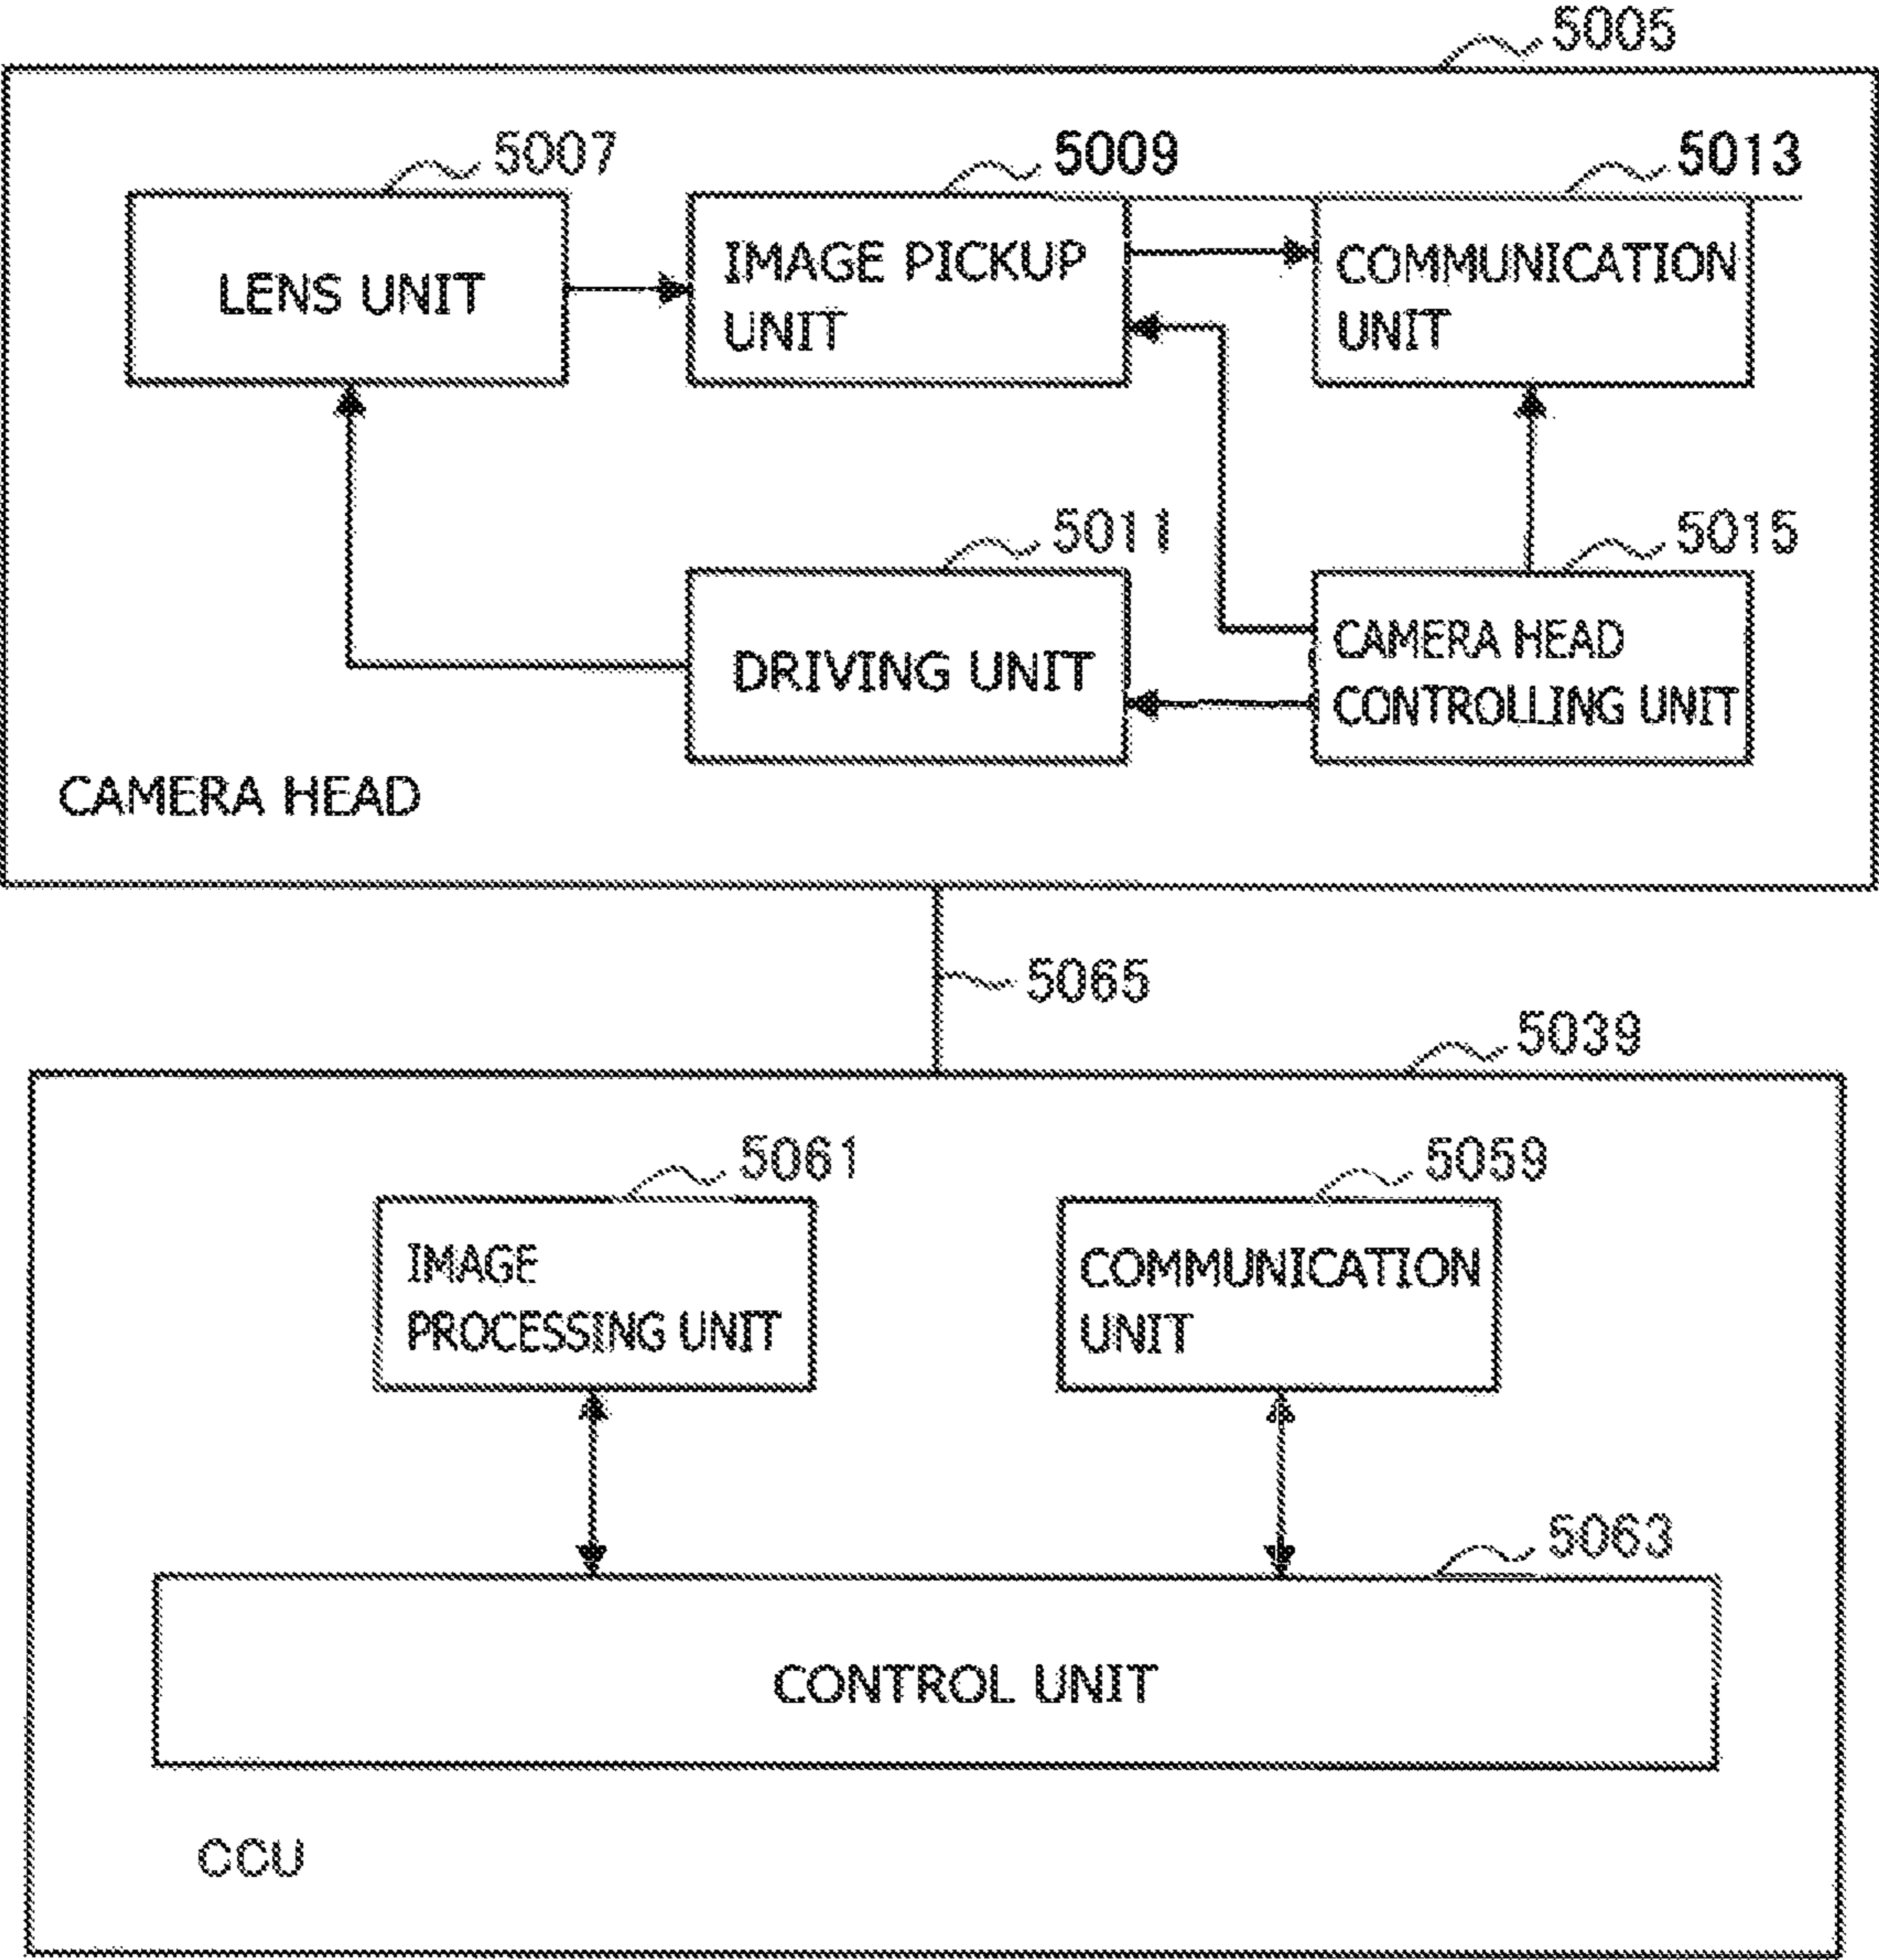 5005
5007
5009
5013
LENS UNIT
IMAGE PICKUP
UNIT
COMMUNICATION
UNIT
5011
5015
DRIVING UNIT
CAMERA HEAD
CONTROLLING UNIT
CAMERA HEAD
5065
5039
5061
5059
IMAGE
PROCESSING UNIT
COMMUNICATION
UNIT
5063
CONTROL UNIT
CCU